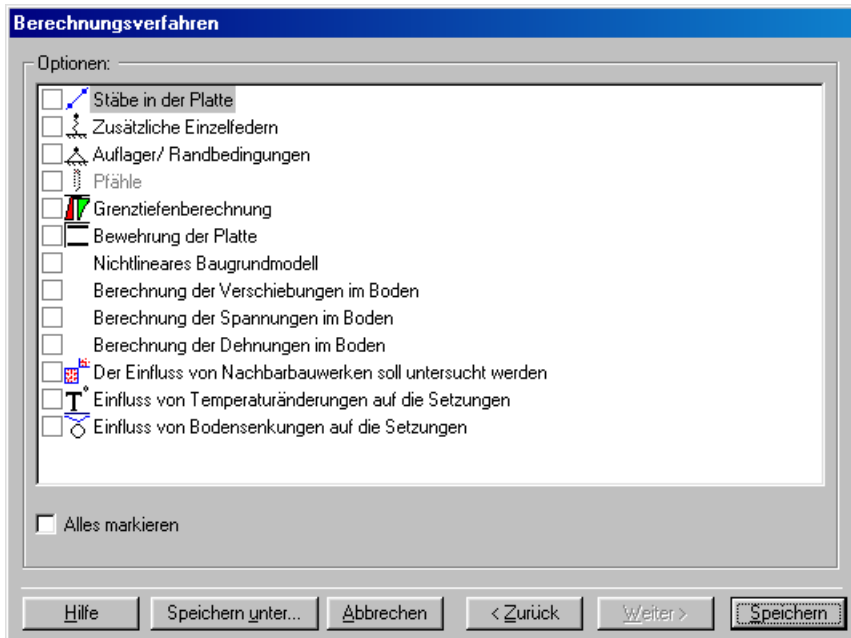 Berechnungsverfahren
Optionen:
Stäbe in der Platte
Zusätzliche Einzelfedern
Auflager/ Randbedingungen
Pfähle
Grenztiefenberechnung
Bewehrung der Platte
Nichtlineares Baugrundmodell
Berechnung der Verschiebungen im Boden
Berechnung der Spannungen im Boden
Berechnung der Dehnungen im Boden
Der Einfluss von Nachbarbauwerken soll untersucht werden
T° Einfluss von Temperaturänderungen auf die Setzungen
Einfluss von Bodensenkungen auf die Setzungen
Alles markieren
Hilfe Speichern unter... Abbrechen < Zurück Weiter > Speichern